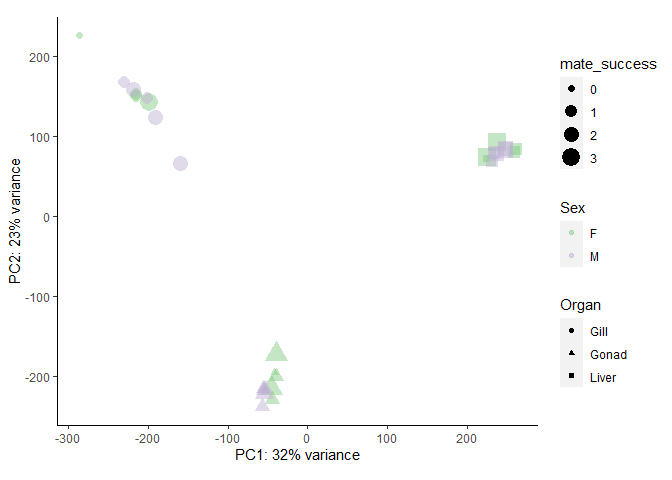 200
100
0
-100
-200
PC2: 23% variance
-300
-200
-100
0
100
200
PC1: 32% variance
mate_success
0
1
2
3
Sex
F
M
Organ
Gill
Gonad
Liver